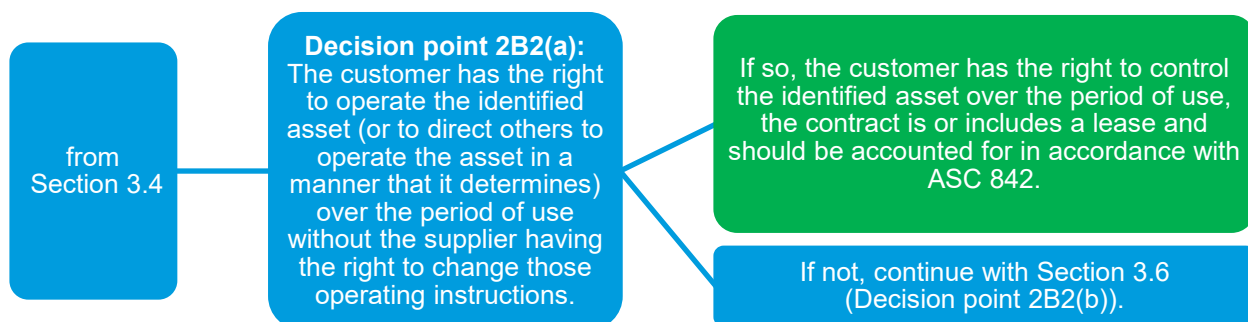 from
Section 3.4
Decision point 2B2(a):
The customer has the right
to operate the identified
asset (or to direct others to
operate the asset in a
manner that it determines)
over the period of use
without the supplier having
the right to change those
operating instructions.
If so, the customer has the right to control
the identified asset over the period of use,
the contract is or includes a lease and
should be accounted for in accordance with
ASC 842.
If not, continue with Section 3.6
(Decision point 2B2(b)).